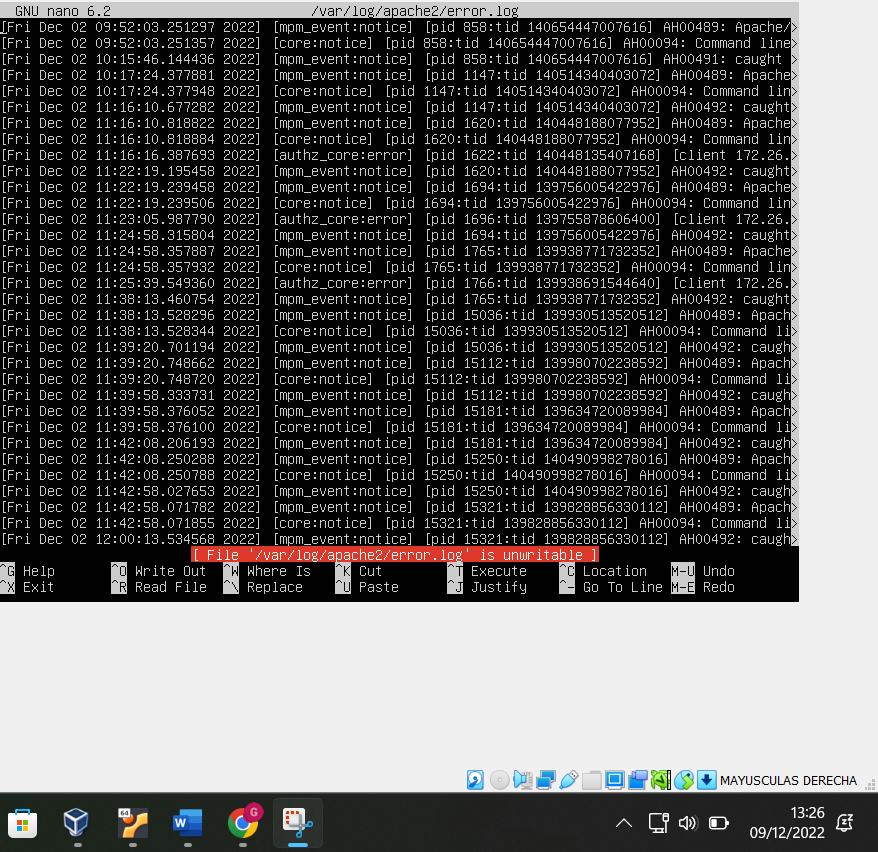 GNU nano 6.2 /var/log/apache2/error.log
[Fri Dec 02 09:52:03.251297 2022] [mpm_event:notice] [pid 858:tid 140654447007616] AH00489: Apache/>
[Fri Dec 02 09:52:03.251357 2022] [core:notice] [pid 858:tid 140654447007616] AH00094: Command line>
[Fri Dec 02 10:15:46.144436 2022] [mpm_event:notice] [pid 858:tid 140654447007616] AH00491: caught >
[Fri Dec 02 10:17:24.377881 2022] [mpm_event:notice] [pid 1147:tid 140514340403072] AH00489: Apache>
[Fri Dec 02 10:17:24.377948 2022] [core:notice] [pid 1147:tid 140514340403072] AH00094: Command lin>
[Fri Dec 02 11:16:10.677282 2022] [mpm_event:notice] [pid 1147:tid 140514340403072] AH00492: caught>
[Fri Dec 02 11:16:10.818822 2022] [mpm_event:notice] [pid 1620:tid 140448188077952] AH00489: Apache>
[Fri Dec 02 11:16:10.818884 2022] [core:notice] [pid 1620:tid 140448188077952] AH00094: Command lin>
[Fri Dec 02 11:16:16.387693 2022] [authz_core:error] [pid 1622:tid 140448135407168] [client 172.26.>
[Fri Dec 02 11:22:19.195458 2022] [mpm_event:notice] [pid 1620:tid 140448188077952] AH00492: caught>
[Fri Dec 02 11:22:19.239458 2022] [mpm_event:notice] [pid 1694:tid 139756005422976] AH00489: Apache>
[Fri Dec 02 11:22:19.239506 2022] [core:notice] [pid 1694:tid 139756005422976] AH00094: Command lin>
[Fri Dec 02 11:23:05.987790 2022] [authz_core:error] [pid 1696:tid 139755878606400] [client 172.26.>
[Fri Dec 02 11:24:58.315804 2022] [mpm_event:notice] [pid 1694:tid 139756005422976] AH00492: caught>
[Fri Dec 02 11:24:58.357887 2022] [mpm_event:notice] [pid 1765:tid 139938771732352] AH00489: Apache>
[Fri Dec 02 11:24:58.357932 2022] [core:notice] [pid 1765:tid 139938771732352] AH00094: Command lin>
[Fri Dec 02 11:25:39.549360 2022] [authz_core:error] [pid 1766:tid 139938691544640] [client 172.26.>
[Fri Dec 02 11:38:13.460754 2022] [mpm_event:notice] [pid 1765:tid 139938771732352] AH00492: caught>
[Fri Dec 02 11:38:13.528296 2022] [mpm_event:notice] [pid 15036:tid 139930513520512] AH00489: Apach>
[Fri Dec 02 11:38:13.528344 2022] [core:notice] [pid 15036:tid 139930513520512] AH00094: Command li>
[Fri Dec 02 11:39:20.701194 2022] [mpm_event:notice] [pid 15036:tid 139930513520512] AH00492: caugh>
[Fri Dec 02 11:39:20.748662 2022] [mpm_event:notice] [pid 15112:tid 139980702238592] AH00489: Apach>
[Fri Dec 02 11:39:20.748720 2022] [core:notice] [pid 15112:tid 139980702238592] AH00094: Command li>
[Fri Dec 02 11:39:58.333731 2022] [mpm_event:notice] [pid 15112:tid 139980702238592] AH00492: caugh>
[Fri Dec 02 11:39:58.376052 2022] [mpm_event:notice] [pid 15181:tid 139634720089984] AH00489: Apach>
[Fri Dec 02 11:39:58.376100 2022] [core:notice] [pid 15181:tid 139634720089984] AH00094: Command li>
[Fri Dec 02 11:42:08.206193 2022] [mpm_event:notice] [pid 15181:tid 139634720089984] AH00492: caugh>
[Fri Dec 02 11:42:08.250288 2022] [mpm_event:notice] [pid 15250:tid 140490998278016] AH00489: Apach>
[Fri Dec 02 11:42:08.250788 2022] [core:notice] [pid 15250:tid 140490998278016] AH00094: Command li>
[Fri Dec 02 11:42:58.027653 2022] [mpm_event:notice] [pid 15250:tid 140490998278016] AH00492: caugh>
[Fri Dec 02 11:42:58.071782 2022] [mpm_event:notice] [pid 15321:tid 139828856330112] AH00489: Apach>
[Fri Dec 02 11:42:58.071855 2022] [core:notice] [pid 15321:tid 139828856330112] AH00094: Command li>
[Fri Dec 02 12:00:13.534568 2022] [mpm_event:notice] [pid 15321:tid 139828856330112] AH00492: caugh>
[ File '/var/log/apache2/error.log' is unwritable ]
^G Help ^O Write Out ^W Where Is ^K Cut ^T Execute ^C Location M-U Undo
^X Exit ^R Read File ^\ Replace ^U Paste ^J Justify ^_ Go To Line M-E Redo
MAYUSCULAS DERECHA
64 W G 13:26
09/12/2022